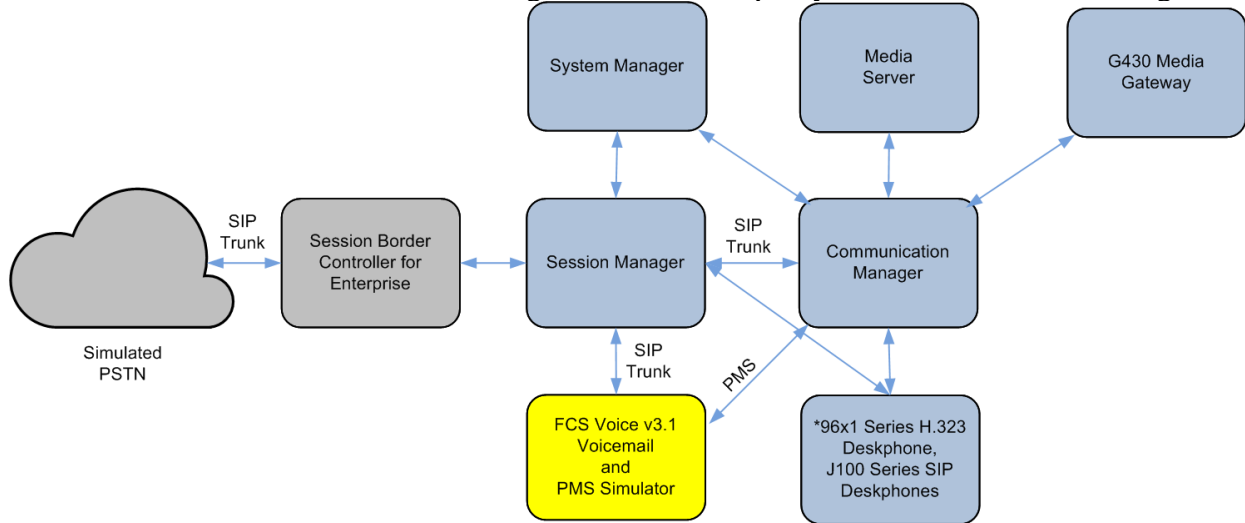 System Manager
Media
Server
G430 Media
Gateway
SIP
Trunk
Session Border
Controller for
Enterprise
Session Manager
SIP
Trunk
Communication
Manager
Simulated
PSTN
SIP
Trunk
PMS
FCS Voice v3.1
Voicemail
and
PMS Simulator
*96x1 Series H.323
Deskphone,
J100 Series SIP
Deskphones